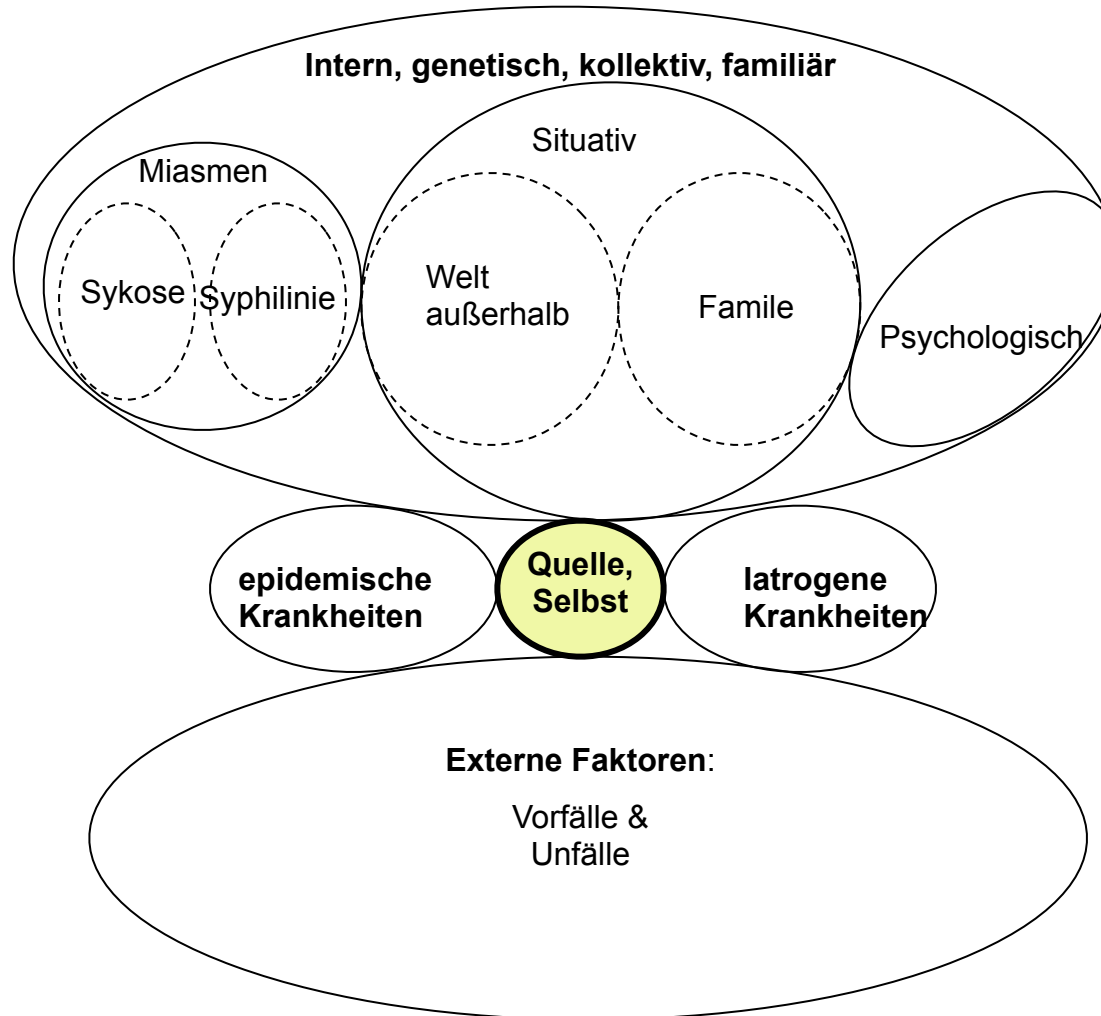 Intern, genetisch, kollektiv, familiär
Situativ
Miasmen
Sykose
Syphilinie
Welt
außerhalb
Famile
Psychologisch
epidemische
Krankheiten
Quelle,
Selbst
Iatrogene
Krankheiten
Externe Faktoren:
Vorfälle &
Unfälle